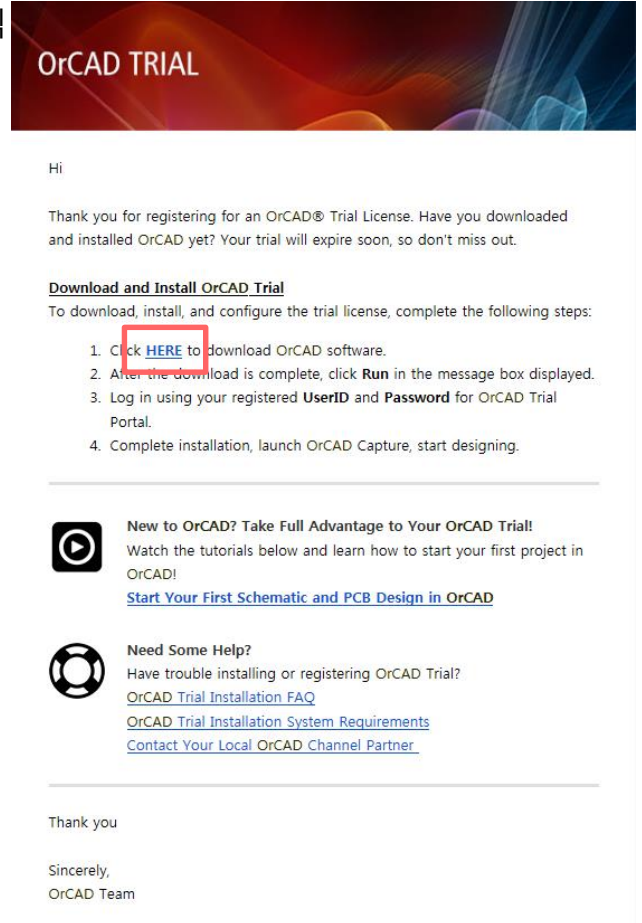 OrCAD TRIAL
Hi
Thank you for registering for an OrCAD® Trial License. Have you downloaded
and installed OrCAD yet? Your trial will expire soon, so don't miss out.
Download and Install OrCAD Trial
To download, install, and configure the trial license, complete the following steps:
1. Click HERE to download OrCAD software.
2. After the download is complete, click Run in the message box displayed.
3. Log in using your registered UserID and Password for OrCAD Trial
Portal.
4. Complete installation, launch OrCAD Capture, start designing.
New to OrCAD? Take Full Advantage to Your OrCAD Trial!
Watch the tutorials below and learn how to start your first project in
OrCAD!
Start Your First Schematic and PCB Design in OrCAD
Need Some Help?
Have trouble installing or registering OrCAD Trial?
OrCAD Trial Installation FAQ
OrCAD Trial Installation System Requirements
Contact Your Local OrCAD Channel Partner
Thank you
Sincerely,
OrCAD Team